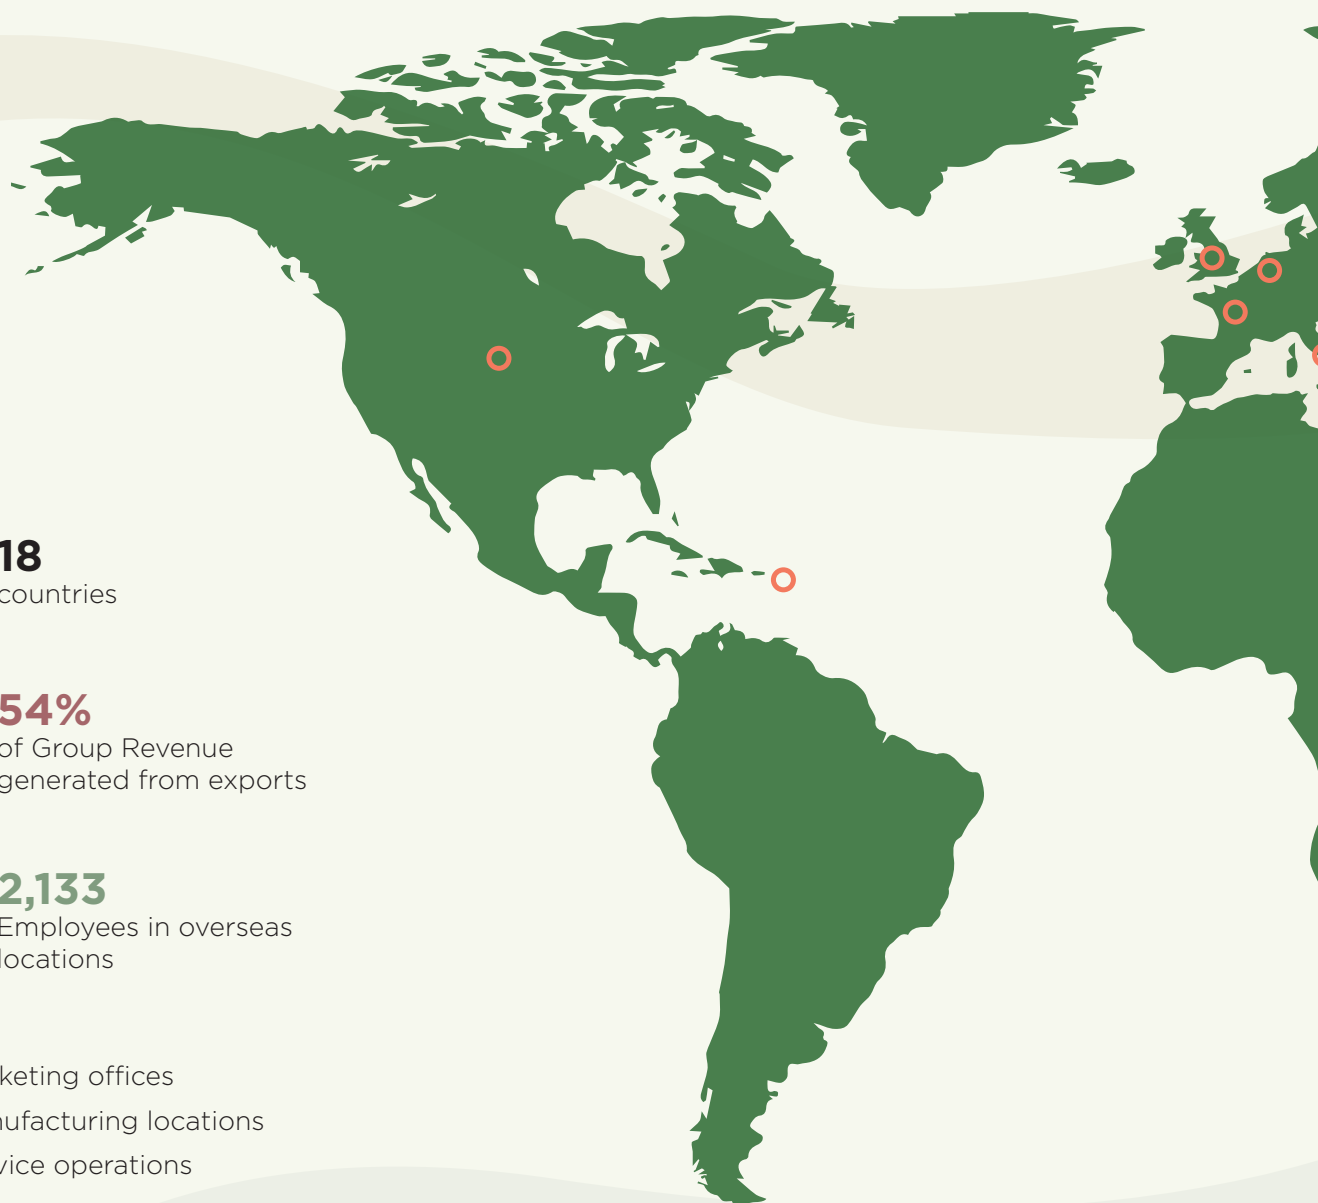 18
countries
54%
of Group Revenue
generated from exports
2,133
Employees in overseas
locations
keting offices
nufacturing locations
vice operations